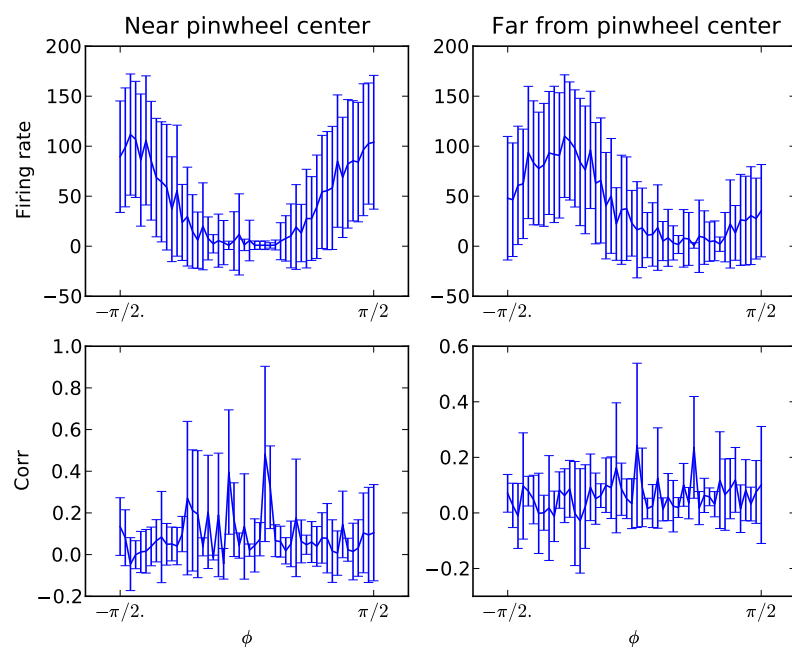 Near pinwheel center
Far from pinwheel center
Firing rate
200
150
100
50
0
−50
−π/2.
π/2
200
150
100
50
0
−50
−π/2.
π/2
Corr
1.0
0.8
0.6
0.4
0.2
0.0
−0.2
−π/2.
π/2
ϕ
0.6
0.4
0.2
0.0
−0.2
−π/2.
π/2
ϕ